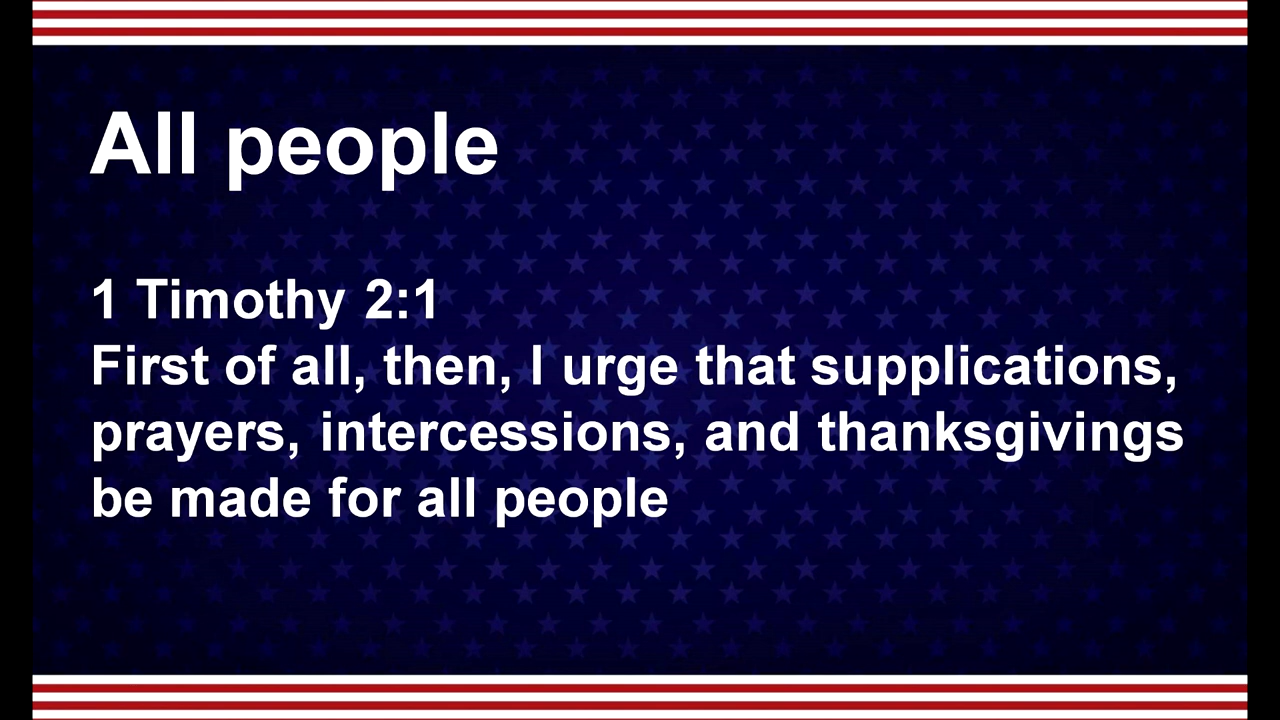 All people
1 Timothy 2:1
First of all, then, I urge that supplications,
prayers, intercessions, and thanksgivings
be made for all people